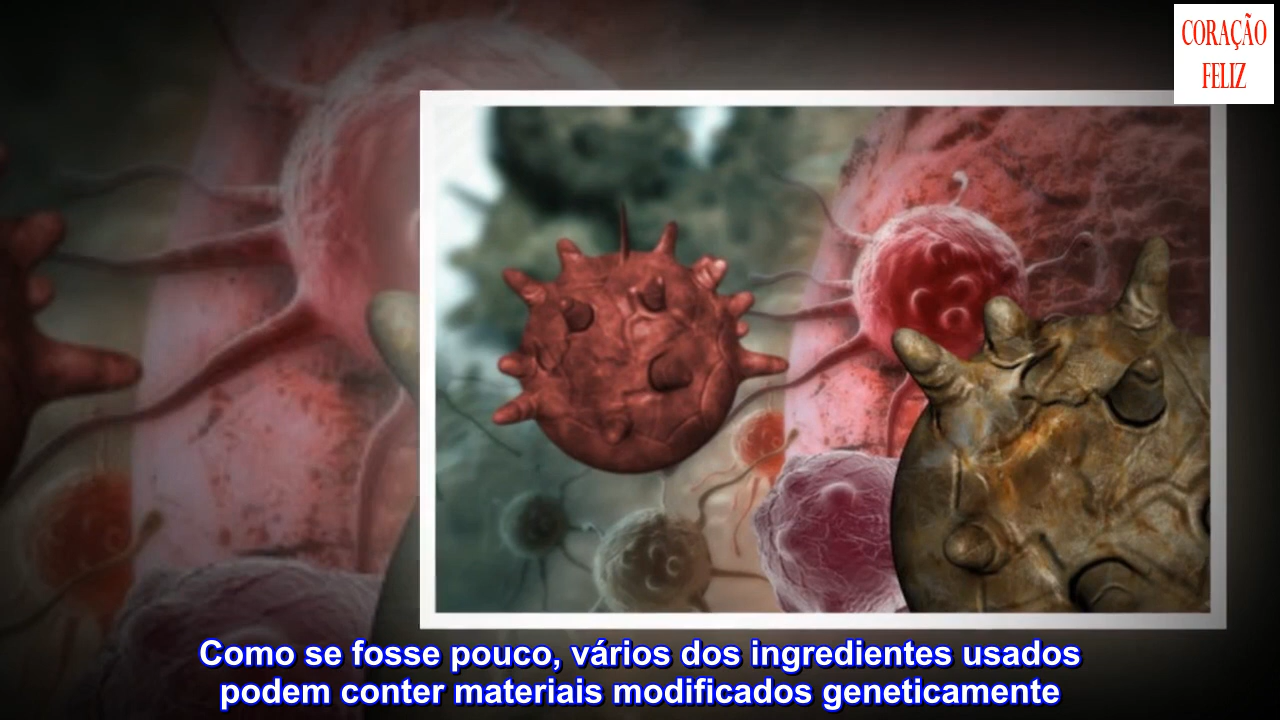 CORAÇÃO
FELIZ
Como se fosse pouco, vários dos ingredientes usados
podem conter materiais modificados geneticamente